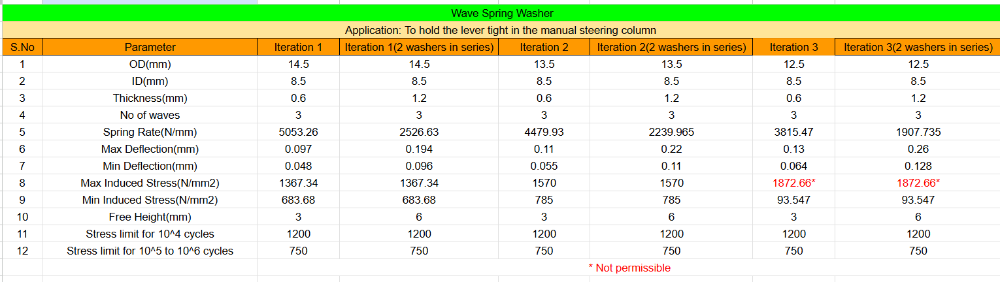 Wave Spring Washer
Application: To hold the lever tight in the manual steering column
S.No Parameter Iteration 1 Iteration 1(2 washers in series) Iteration 2 Iteration 2(2 washers in series) Iteration 3 Iteration 3(2 washers in series)
1 OD(mm) 14.5 14.5 13.5 13.5 12.5 12.5
2 ID(mm) 8.5 8.5 8.5 8.5 8.5 8.5
3 Thickness(mm) 0.6 1.2 0.6 1.2 0.6 1.2
4 No of waves 3 3 3 3 3 3
5 Spring Rate(N/mm) 5053.26 2526.63 4479.93 2239.965 3815.47 1907.735
6 Max Deflection(mm) 0.097 0.194 0.11 0.22 0.13 0.26
7 Min Deflection(mm) 0.048 0.096 0.055 0.11 0.064 0.128
8 Max Induced Stress(N/mm2) 1367.34 1367.34 1570 1570 1872.66* 1872.66*
9 Min Induced Stress(N/mm2) 683.68 683.68 785 785 93.547 93.547
10 Free Height(mm) 3 6 3 6 3 6
11 Stress limit for 10^4 cycles 1200 1200 1200 1200 1200 1200
12 Stress limit for 10^5 to 10^6 cycles 750 750 750 750 750 750
* Not permissible